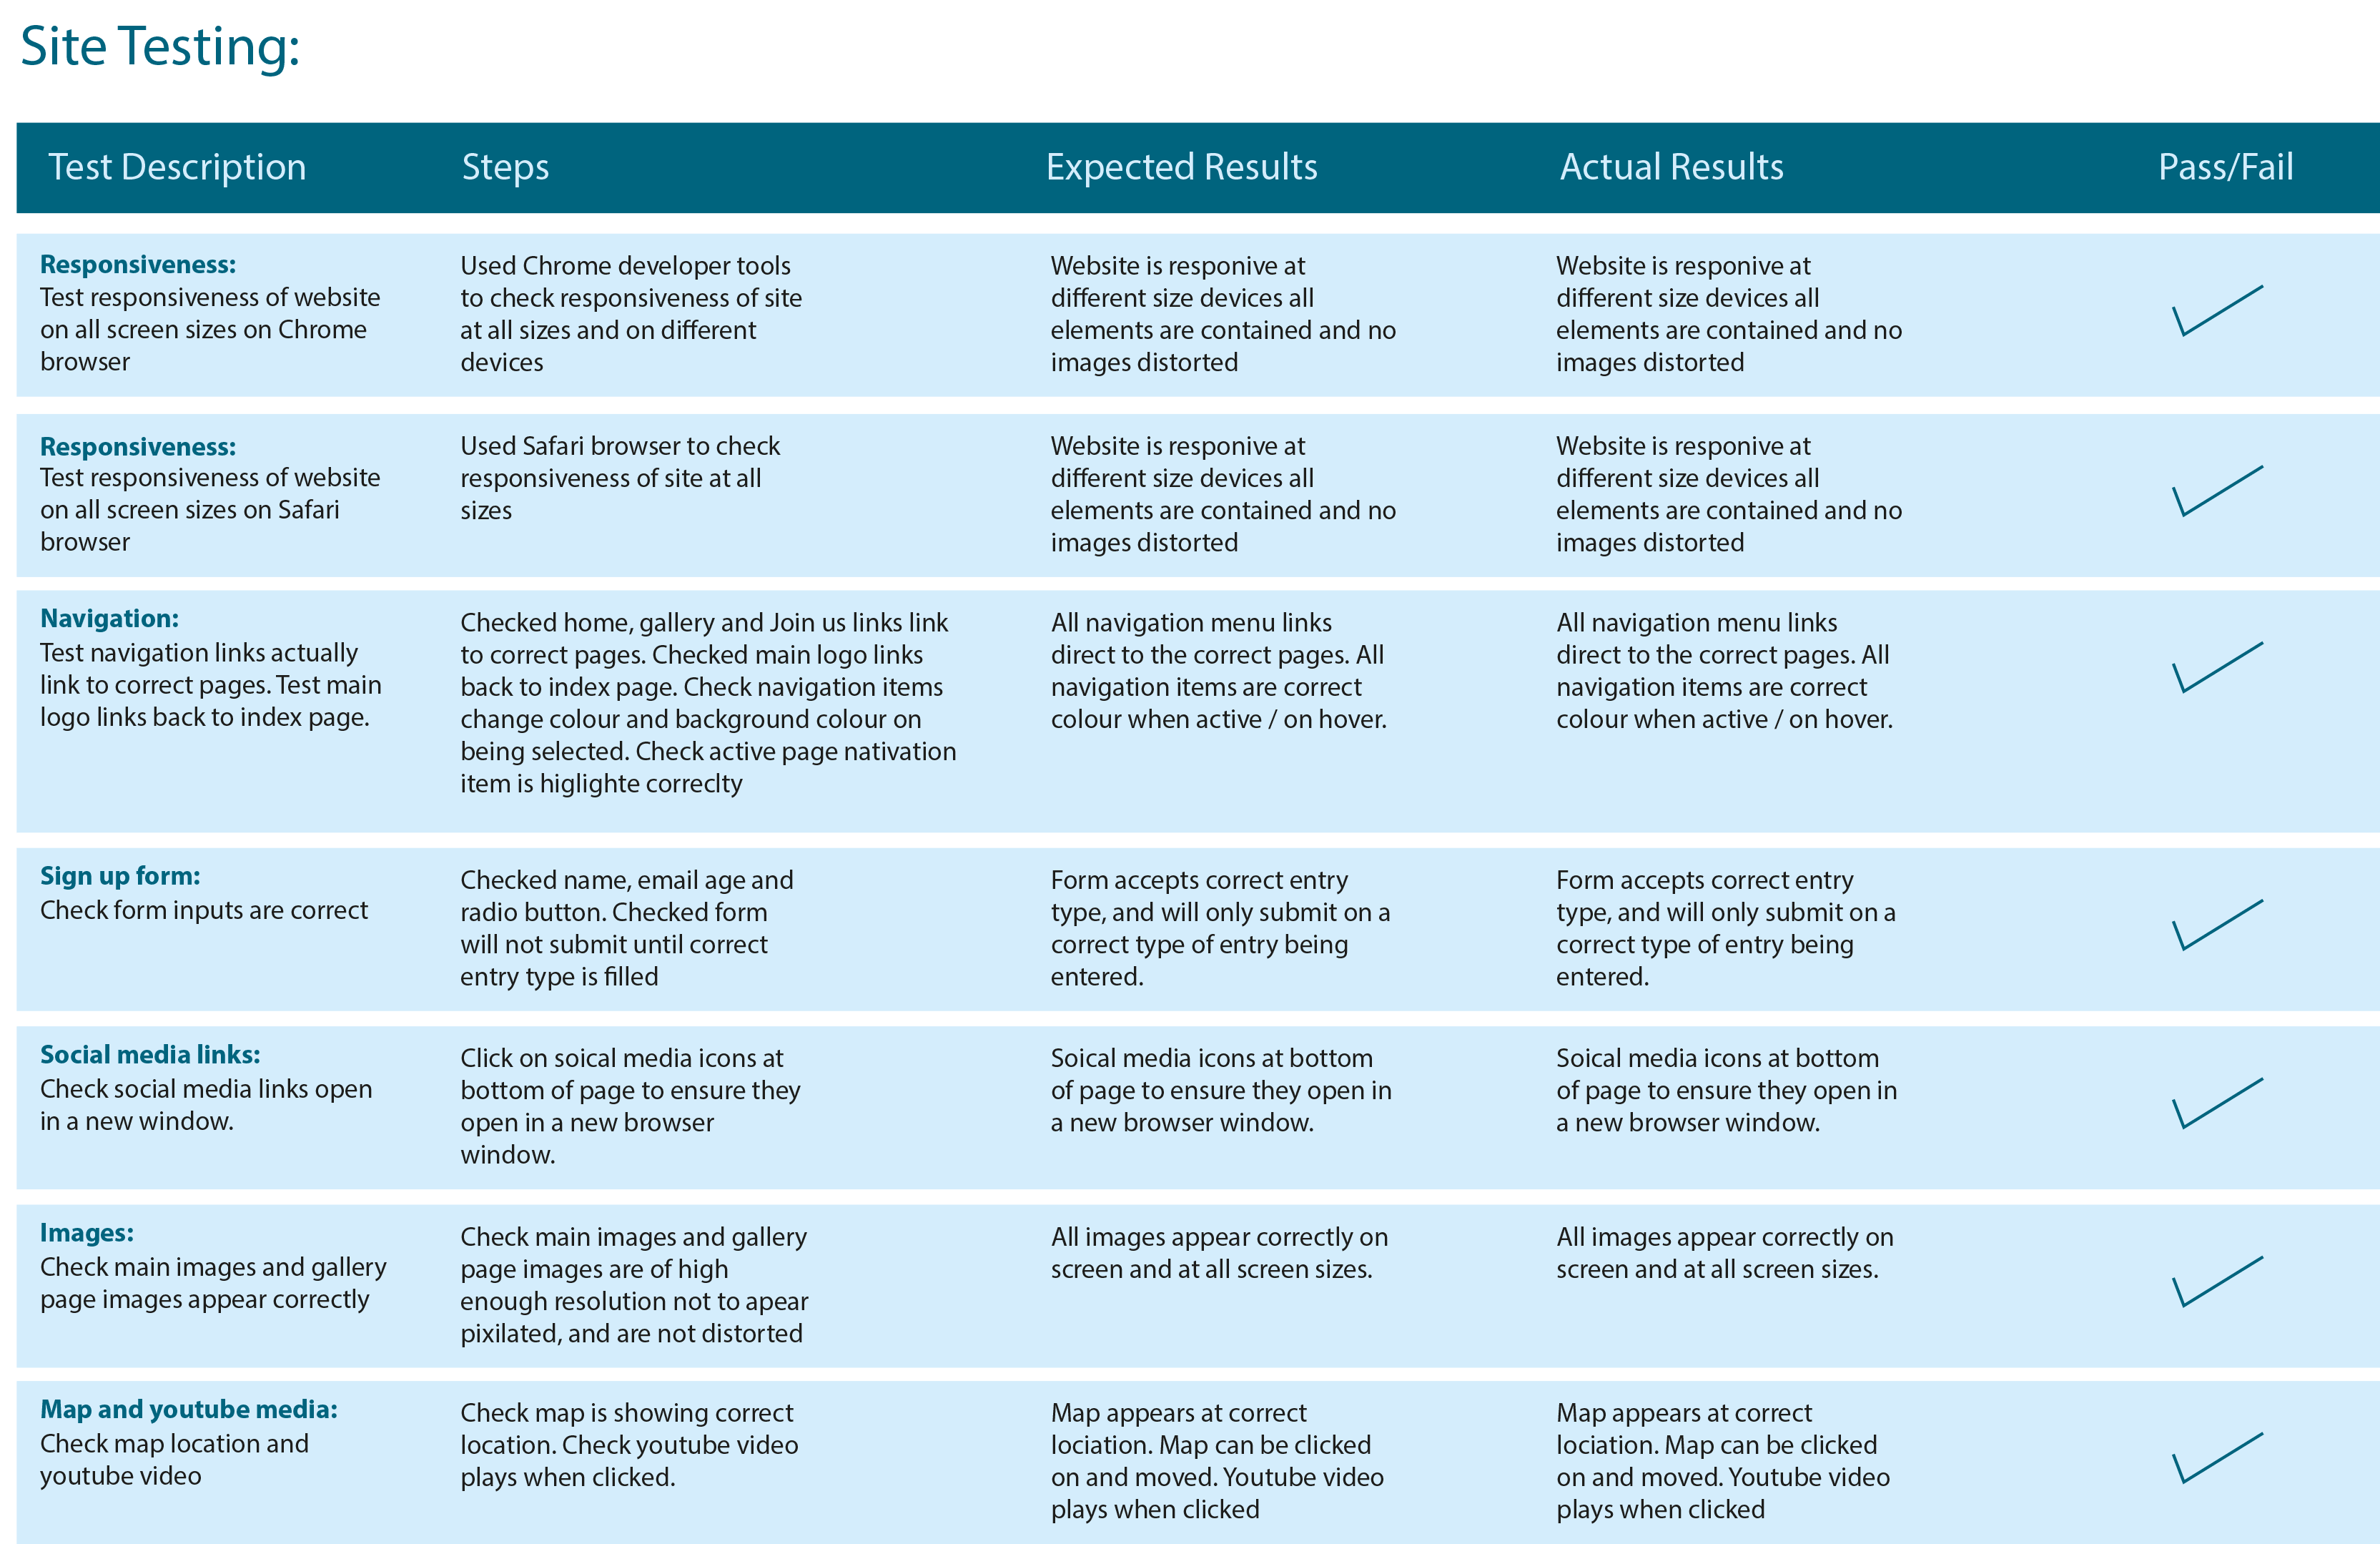 Site Testing:
Test Description
Steps
Expected Results
Actual Results
Pass/Fail
Responsiveness:
Test responsiveness of website
on all screen sizes on Chrome
browser
Used Chrome developer tools
to check responsiveness of site
at all sizes and on different
devices
Website is responive at
different size devices all
elements are contained and no
images distorted
Website is responive at
different size devices all
elements are contained and no
images distorted
Responsiveness:
Test responsiveness of website
on all screen sizes on Safari
browser
Used Safari browser to check
responsiveness of site at all
sizes
Website is responive at
different size devices all
elements are contained and no
images distorted
Website is responive at
different size devices all
elements are contained and no
images distorted
Navigation:
Test navigation links actually
link to correct pages. Test main
logo links back to index page.
Checked home, gallery and Join us links link
to correct pages. Checked main logo links
back to index page. Check navigation items
change colour and background colour on
being selected. Check active page nativation
item is higlighte correclty
All navigation menu links
direct to the correct pages. All
navigation items are correct
colour when active / on hover.
All navigation menu links
direct to the correct pages. All
navigation items are correct
colour when active / on hover.
Sign up form:
Check form inputs are correct
Checked name, email age and
radio button. Checked form
will not submit until correct
entry type is filled
Form accepts correct entry
type, and will only submit on a
correct type of entry being
entered.
Form accepts correct entry
type, and will only submit on a
correct type of entry being
entered.
Social media links:
Check social media links open
in a new window.
Click on soical media icons at
bottom of page to ensure they
open in a new browser
window.
Soical media icons at bottom
of page to ensure they open in
a new browser window.
Soical media icons at bottom
of page to ensure they open in
a new browser window.
Images:
Check main images and gallery
page images appear correctly
Check main images and gallery
page images are of high
enough resolution not to apear
pixilated, and are not distorted
All images appear correctly on
screen and at all screen sizes.
All images appear correctly on
screen and at all screen sizes.
Map and youtube media:
Check map location and
youtube video
Check map is showing correct
location. Check youtube video
plays when clicked.
Map appears at correct
lociation. Map can be clicked
on and moved. Youtube video
plays when clicked
Map appears at correct
lociation. Map can be clicked
on and moved. Youtube video
plays when clicked